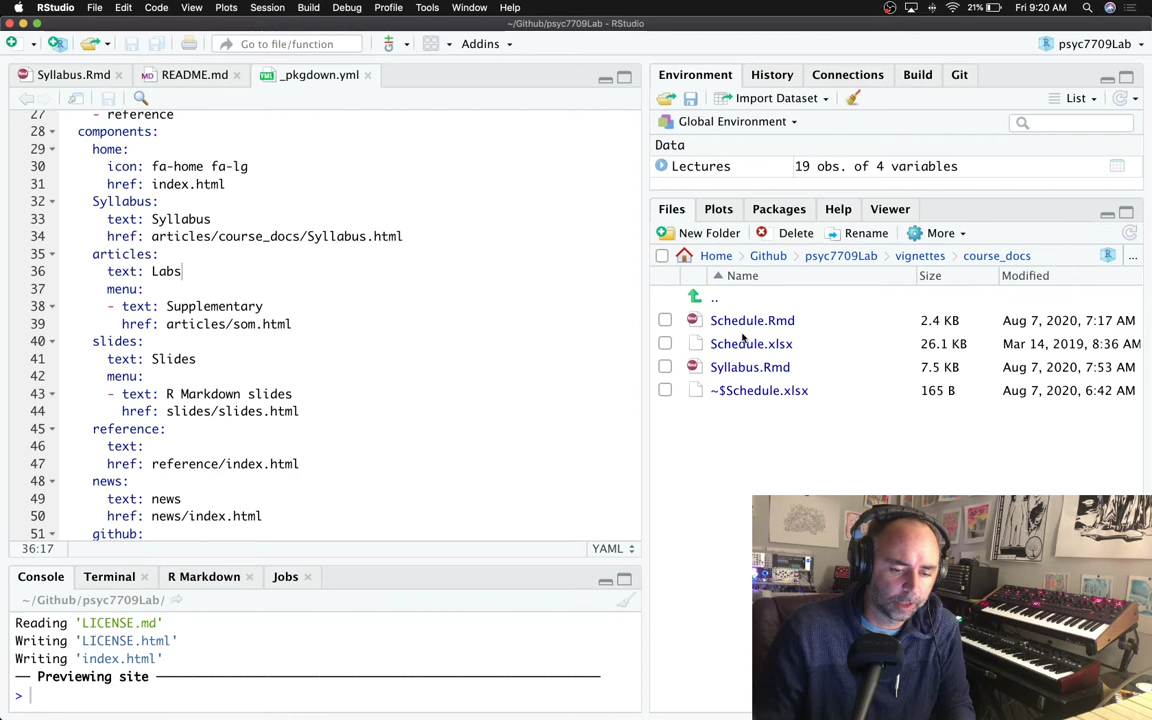 RStudio File Edit Code View Plots Session Build Debug Profile Tools Window Help 21% Fri 9:20 AM
~/Github/psyc7709Lab - RStudio
Go to file/function Addins psyc7709Lab
Syllabus.Rmd README.md _pkgdown.yml
27 - reference
28 components:
29 home:
30 icon: fa-home fa-lg
31 href: index.html
32 Syllabus:
33 text: Syllabus
34 href: articles/course_docs/Syllabus.html
35 articles:
36 text: Labs
37 menu:
38 - text: Supplementary
39 href: articles/som.html
40 slides:
41 text: Slides
42 menu:
43 - text: R Markdown slides
44 href: slides/slides.html
45 reference:
46 text:
47 href: reference/index.html
48 news:
49 text: news
50 href: news/index.html
51 github:
36:17 YAML
Console Terminal R Markdown Jobs
~/Github/psyc7709Lab/
Reading 'LICENSE.md'
Writing 'LICENSE.html'
Writing 'index.html'
── Previewing site ──────────
>
Environment History Connections Build Git
Import Dataset List
Global Environment
Data
Lectures 19 obs. of 4 variables
Files Plots Packages Help Viewer
New Folder Delete Rename More
Home Github psyc7709Lab vignettes course_docs ...
Name Size Modified
..
Schedule.Rmd 2.4 KB Aug 7, 2020, 7:17 AM
Schedule.xlsx 26.1 KB Mar 14, 2019, 8:36 AM
Syllabus.Rmd 7.5 KB Aug 7, 2020, 7:53 AM
~$Schedule.xlsx 165 B Aug 7, 2020, 6:42 AM